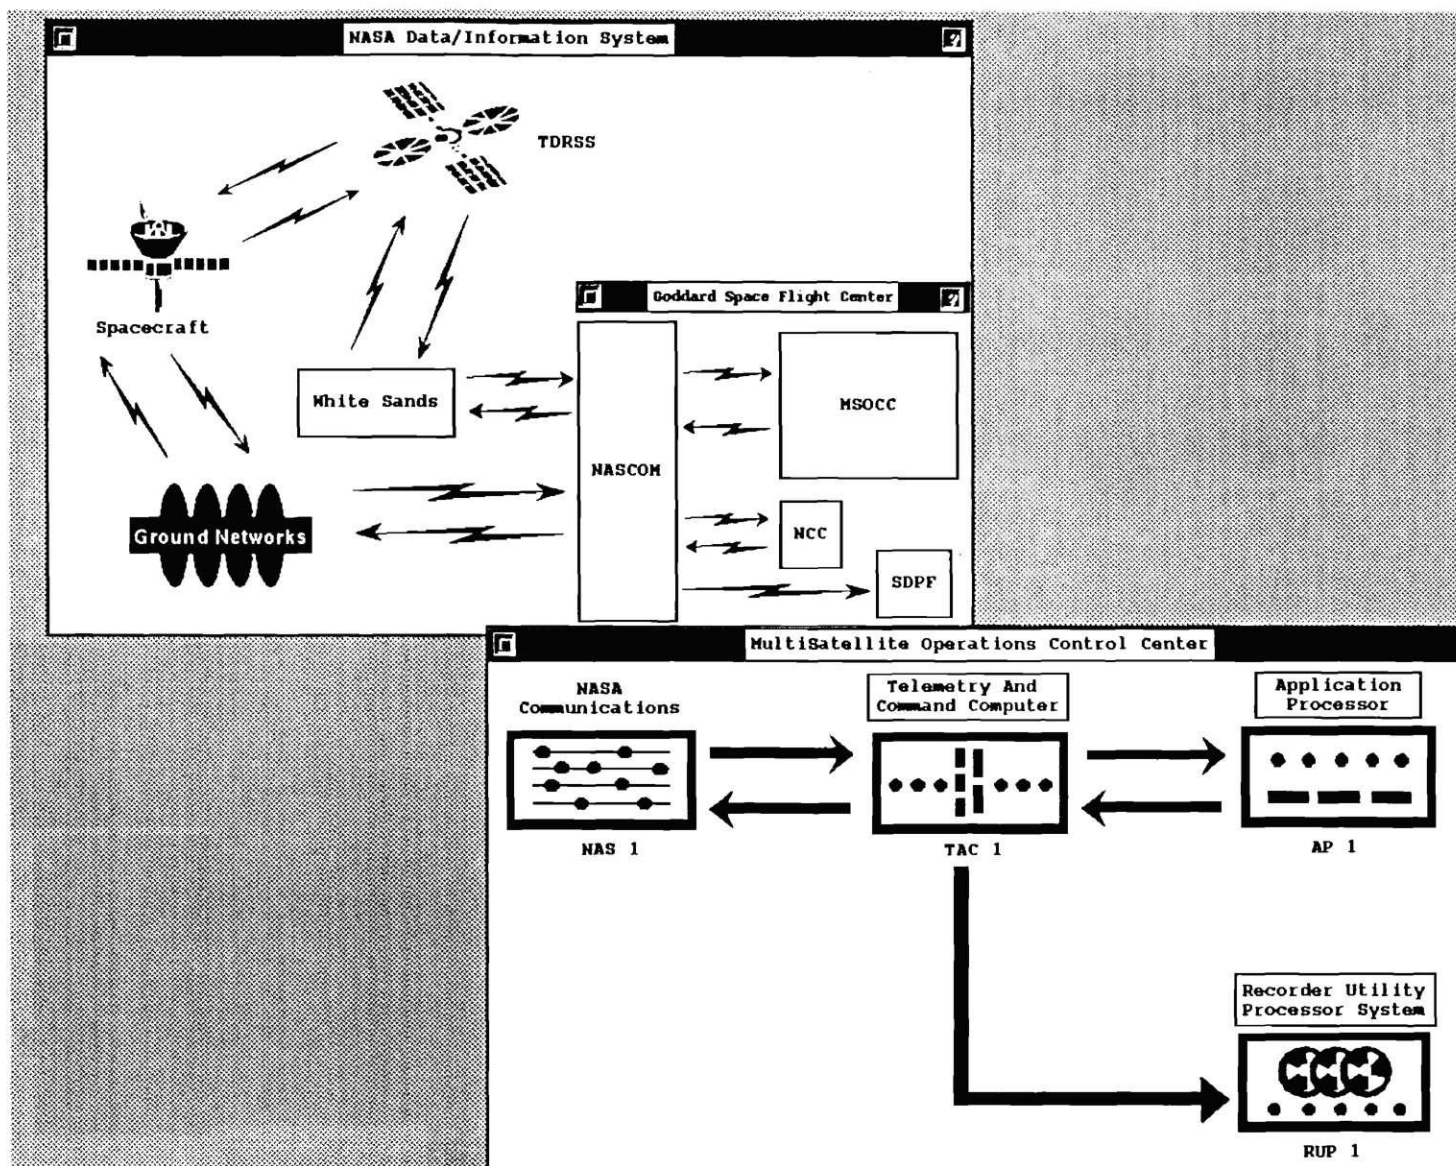 NASA Data/Information System
TDRSS
Spacecraft
Goddard Space Flight Center
White Sands
MSOCC
NASCOM
Ground Networks
NCC
SDPF
MultiSatellite Operations Control Center
NASA
Communications
Telemetry And
Command Computer
Application
Processor
NAS 1
TAC 1
AP 1
Recorder Utility
Processor System
RUP 1